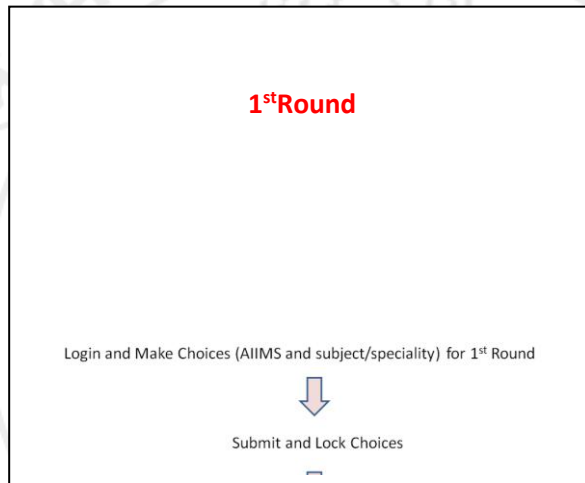 1stRound
Login and Make Choices (AIIMS and subject/speciality) for 1st Round
Submit and Lock Choices